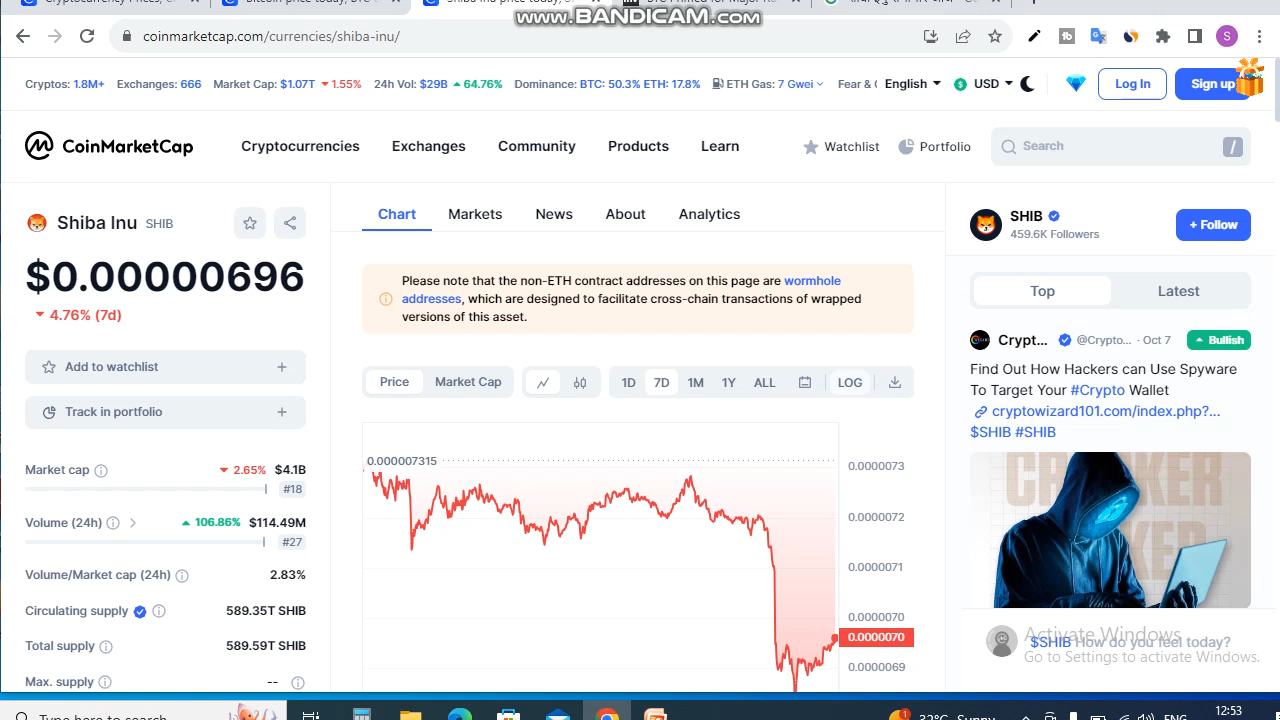 www.BANDICAM.com
coinmarketcap.com/currencies/shiba-inu/
Cryptos: 1.8M+ Exchanges: 666 Market Cap: $1.07T 1.55% 24h Vol: $29B 64.76% Dominance: BTC: 50.3% ETH: 17.8% ETH Gas: 7 Gwei Fear & English USD Log In Sign up
CoinMarketCap Cryptocurrencies Exchanges Community Products Learn Watchlist Portfolio Search /
Shiba Inu SHIB
$0.00000696
4.76% (7d)
Add to watchlist
Track in portfolio
Market cap 2.65% $4.1B
#18
Volume (24h) 106.86% $114.49M
#27
Volume/Market cap (24h) 2.83%
Circulating supply 589.35T SHIB
Total supply 589.59T SHIB
Max. supply --
Chart Markets News About Analytics
Please note that the non-ETH contract addresses on this page are wormhole
addresses, which are designed to facilitate cross-chain transactions of wrapped
versions of this asset.
Price Market Cap 1D 7D 1M 1Y ALL LOG
0.000007315
0.0000073
0.0000072
0.0000071
0.0000070
0.0000070
0.0000069
SHIB
459.6K Followers
+ Follow
Top Latest
Crypt... @Crypto... · Oct 7 Bullish
Find Out How Hackers can Use Spyware
To Target Your #Crypto Wallet
cryptowizard101.com/index.php?...
$SHIB #SHIB
$SHIB How do you feel today?
Activate Windows
Go to Settings to activate Windows.
12:53